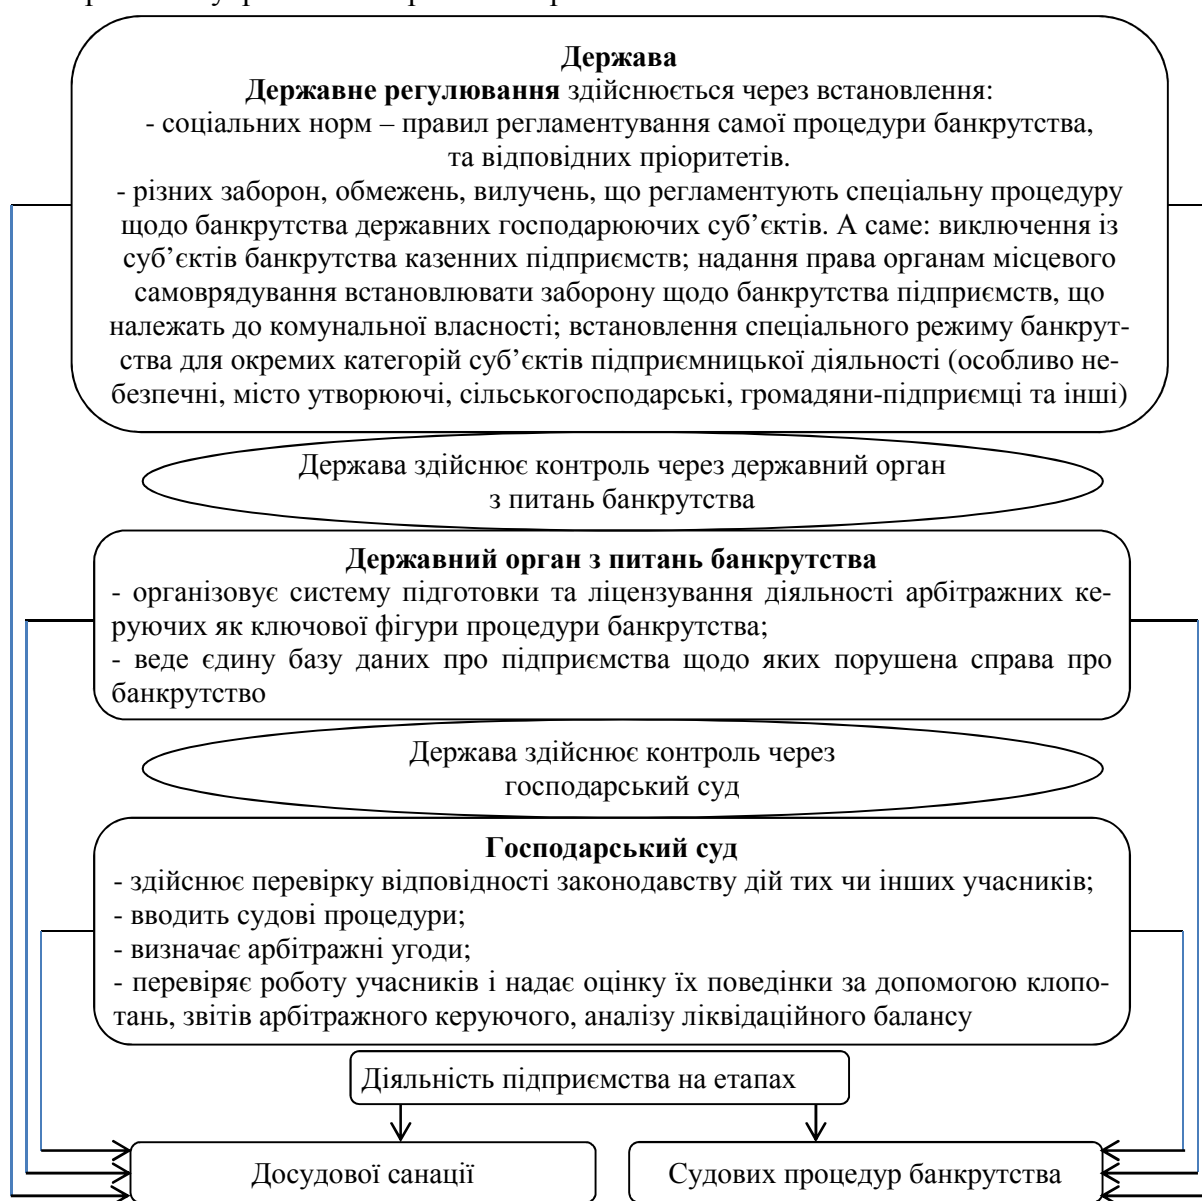 Держава
Державне регулювання здійснюється через встановлення:
- соціальних норм – правил регламентування самої процедури банкрутства,
та відповідних пріоритетів.
- різних заборон, обмежень, вилучень, що регламентують спеціальну процедуру
щодо банкрутства державних господарюючих суб’єктів. А саме: виключення із
суб’єктів банкрутства казенних підприємств; надання права органам місцевого
самоврядування встановлювати заборону щодо банкрутства підприємств, що
належать до комунальної власності; встановлення спеціального режиму банкрут-
ства для окремих категорій суб’єктів підприємницької діяльності (особливо не-
безпечні, місто утворюючі, сільськогосподарські, громадяни-підприємці та інші)
Держава здійснює контроль через державний орган
з питань банкрутства
Державний орган з питань банкрутства
- організовує систему підготовки та ліцензування діяльності арбітражних ке-
руючих як ключової фігури процедури банкрутства;
- веде єдину базу даних про підприємства щодо яких порушена справа про
банкрутство
Держава здійснює контроль через
господарський суд
Господарський суд
- здійснює перевірку відповідності законодавству дій тих чи інших учасників;
- вводить судові процедури;
- визначає арбітражні угоди;
- перевіряє роботу учасників і надає оцінку їх поведінки за допомогою клопо-
тань, звітів арбітражного керуючого, аналізу ліквідаційного балансу
Діяльність підприємства на етапах
Досудової санації
Судових процедур банкрутства